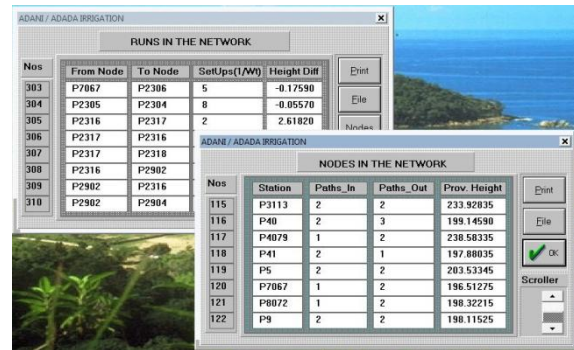 ADANI / ADADA IRRIGATION
RUNS IN THE NETWORK
Nos From Node To Node SetUps(1/Wt) Height Diff Print
303 P7067 P2306 5 -0.17590
304 P2305 P2304 8 -0.05570 File
305 P2316 P2317 2 2.61820 Nodes
306 P2317 P2316
307 P2317 P2318
308 P2316 P2902
309 P2902 P2316
310 P2902 P2904
ADANI / ADADA IRRIGATION
NODES IN THE NETWORK
Nos Station Paths_In Paths_Out Prov. Height Print
115 P3113 2 2 233.92835
116 P40 2 3 199.14590 File
117 P4079 1 2 238.58335
118 P41 2 1 197.88035 OK
119 P5 2 2 203.53345
120 P7067 1 2 196.51275 Scroller
121 P8072 1 2 198.32215
122 P9 2 2 198.11525